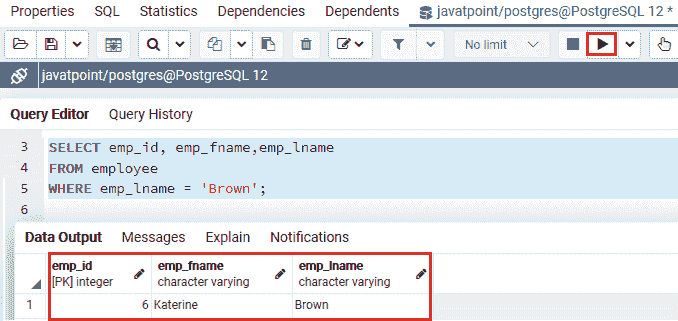 Properties SQL Statistics Dependencies Dependents javatpoint/postgres@PostgreSQL 12 *
No limit
javatpoint/postgres@PostgreSQL 12
Query Editor Query History
3 SELECT emp_id, emp_fname,emp_lname
4 FROM employee
5 WHERE emp_lname = 'Brown';
6
Data Output Messages Explain Notifications
emp_id emp_fname emp_lname
[PK] integer character varying character varying
1 6 Katerine Brown